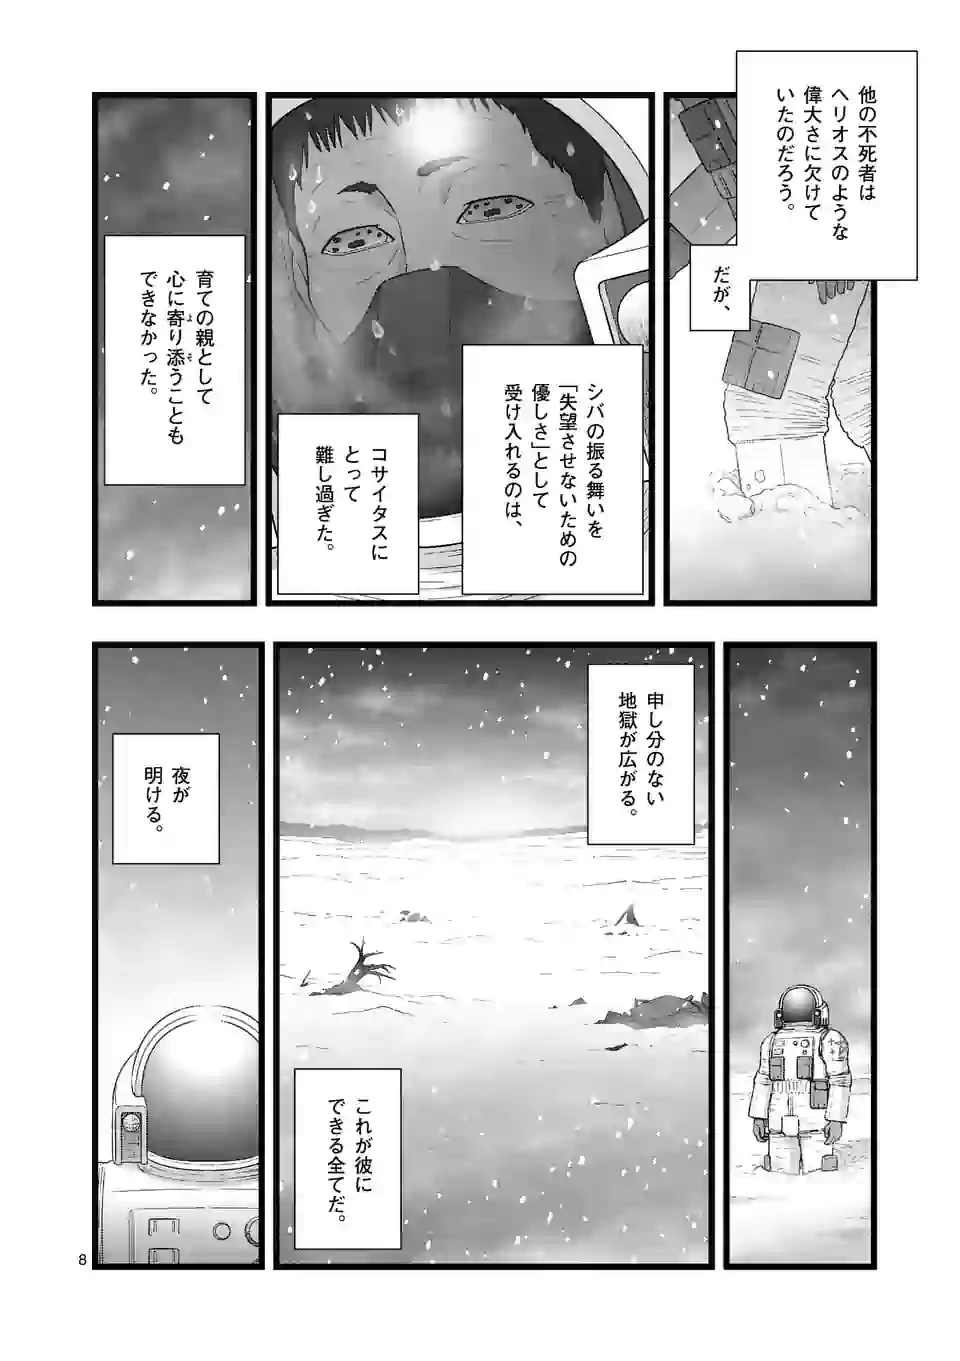 他の不死者は
ヘリオスのような
偉大さに欠けて
いたのだろう。
だが、
シバの振る舞いを
「失望させないための
優しさ」として
受け入れるのは、
コサイタスに
とって
難し過ぎた。
育ての親として
心に寄り添うことも
できなかった。
申し分のない
地獄が広がる。
これが彼に
できる全てだ。
夜が
明ける。
8